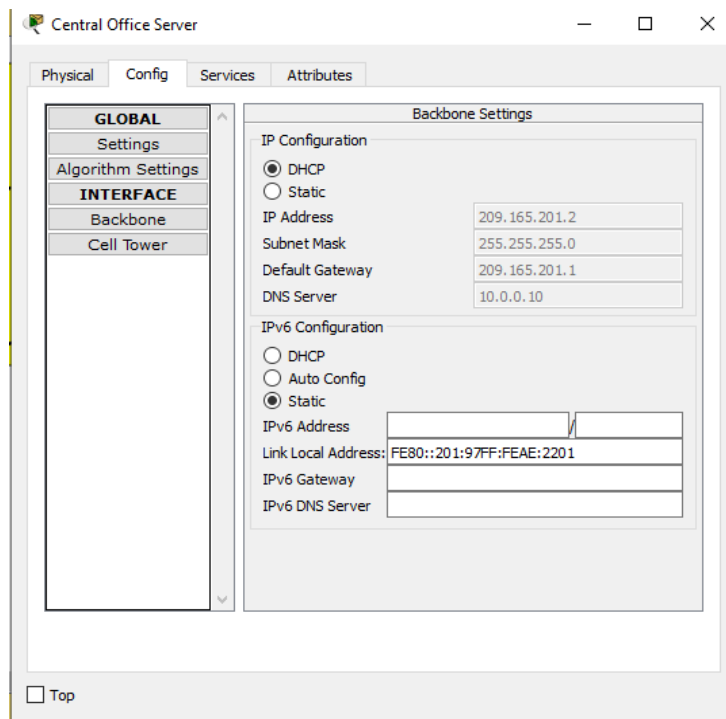 Central Office Server
Physical Config Services Attributes
GLOBAL
Settings
Algorithm Settings
INTERFACE
Backbone
Cell Tower
Backbone Settings
IP Configuration
DHCP
Static
IP Address 209.165.201.2
Subnet Mask 255.255.255.0
Default Gateway 209.165.201.1
DNS Server 10.0.0.10
IPv6 Configuration
DHCP
Auto Config
Static
IPv6 Address /
Link Local Address: FE80::201:97FF:FEAE:2201
IPv6 Gateway
IPv6 DNS Server
Top